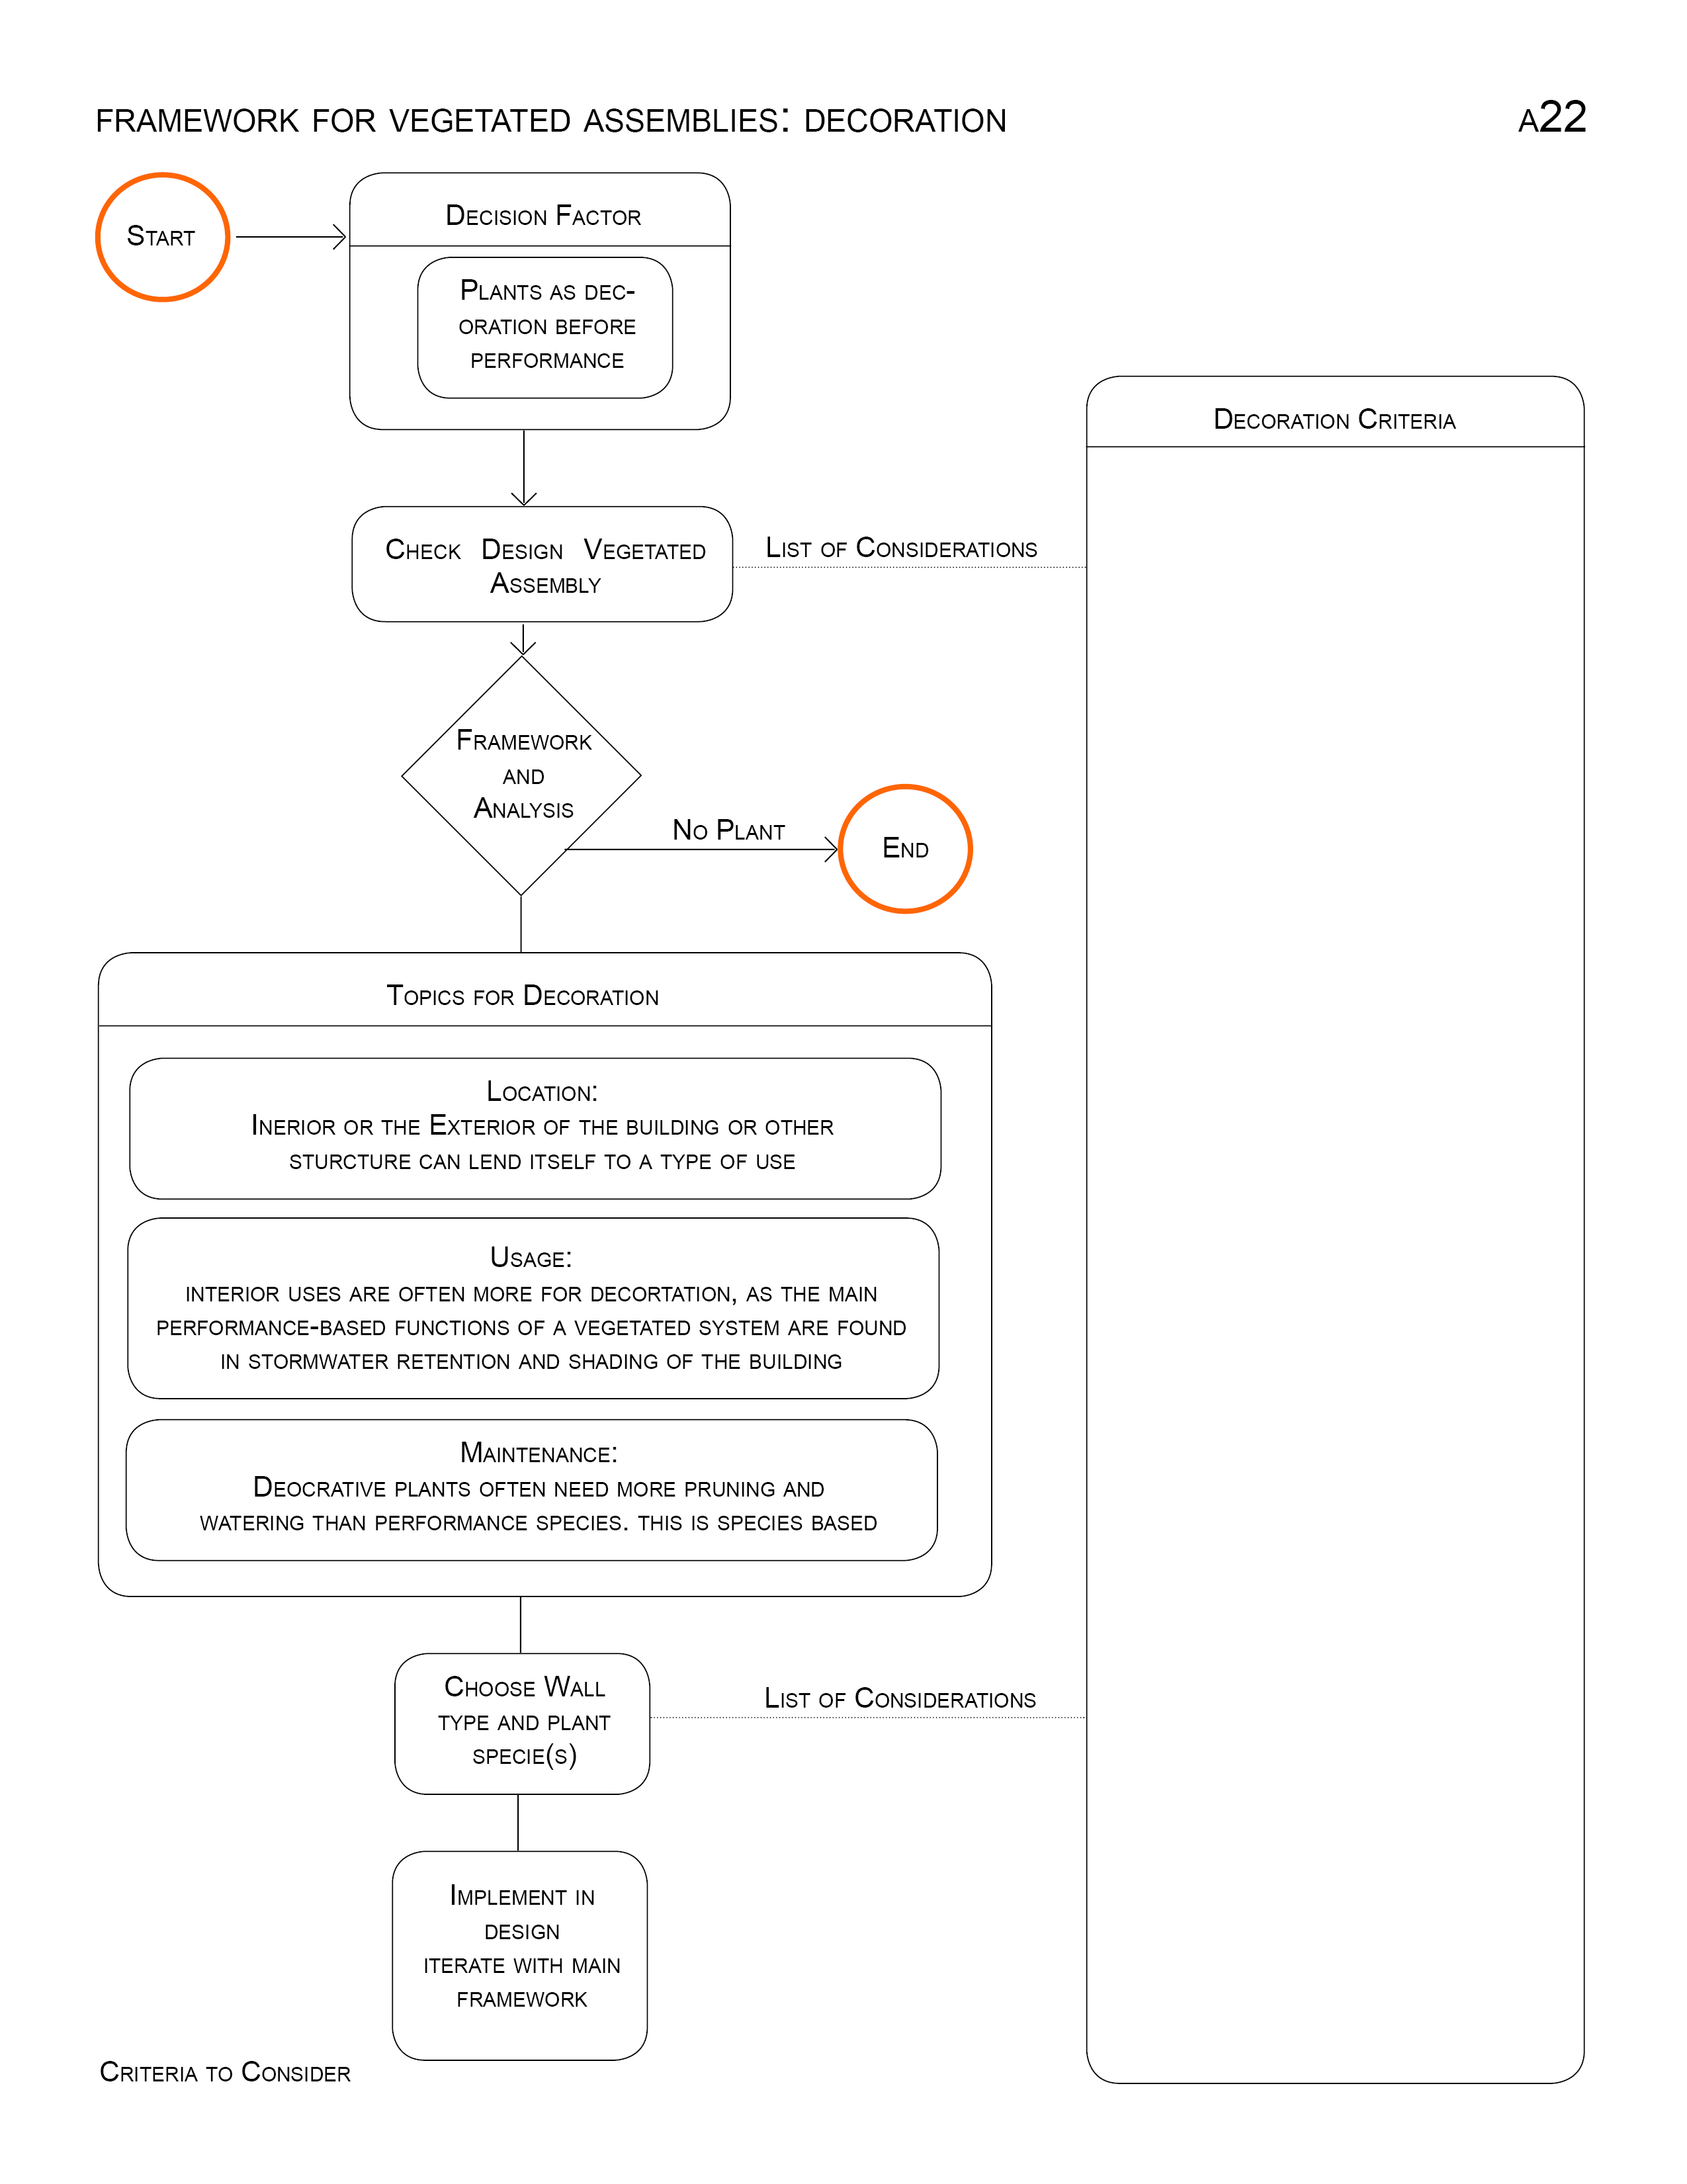 FRAMEWORK FOR VEGETATED ASSEMBLIES: DECORATION
A22
START
DECISION FACTOR
PLANTS AS DEC-
ORATION BEFORE
PERFORMANCE
DECORATION CRITERIA
CHECK DESIGN VEGETATED
ASSEMBLY
LIST OF CONSIDERATIONS
FRAMEWORK
AND
ANALYSIS
NO PLANT
END
TOPICS FOR DECORATION
LOCATION:
INERIOR OR THE EXTERIOR OF THE BUILDING OR OTHER
STURCTURE CAN LEND ITSELF TO A TYPE OF USE
USAGE:
INTERIOR USES ARE OFTEN MORE FOR DECORTATION, AS THE MAIN
PERFORMANCE-BASED FUNCTIONS OF A VEGETATED SYSTEM ARE FOUND
IN STORMWATER RETENTION AND SHADING OF THE BUILDING
MAINTENANCE:
DEOCRATIVE PLANTS OFTEN NEED MORE PRUNING AND
WATERING THAN PERFORMANCE SPECIES. THIS IS SPECIES BASED
CHOOSE WALL
TYPE AND PLANT
SPECIE(S)
LIST OF CONSIDERATIONS
IMPLEMENT IN
DESIGN
ITERATE WITH MAIN
FRAMEWORK
CRITERIA TO CONSIDER